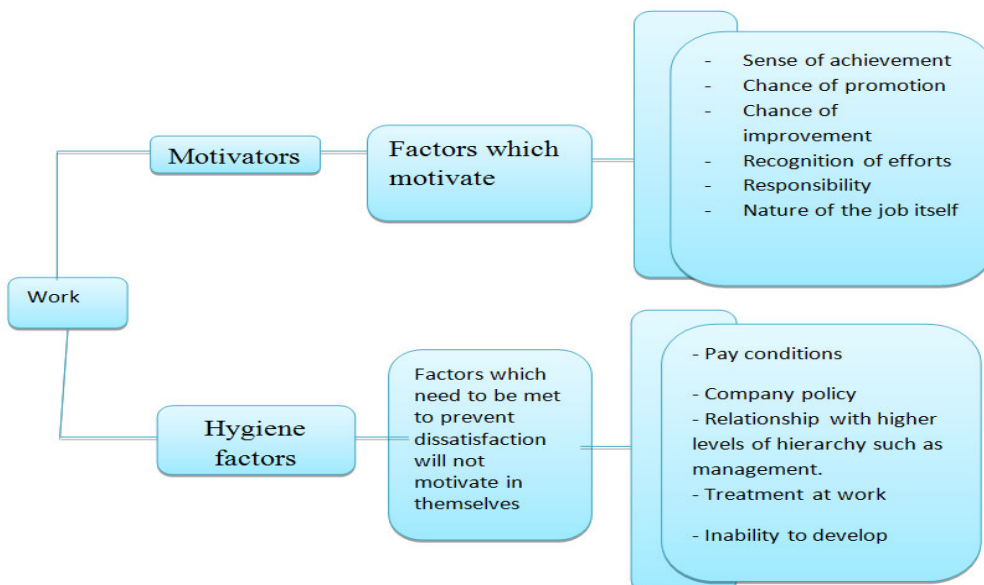 - Sense of achievement
- Chance of promotion
- Chance of
improvement
- Recognition of efforts
- Responsibility
- Nature of the job itself
Motivators
Factors which
motivate
Work
Hygiene
factors
Factors which
need to be met
to prevent
dissatisfaction
will not
motivate in
themselves
- Pay conditions
- Company policy
- Relationship with higher
levels of hierarchy such as
management.
- Treatment at work
- Inability to develop